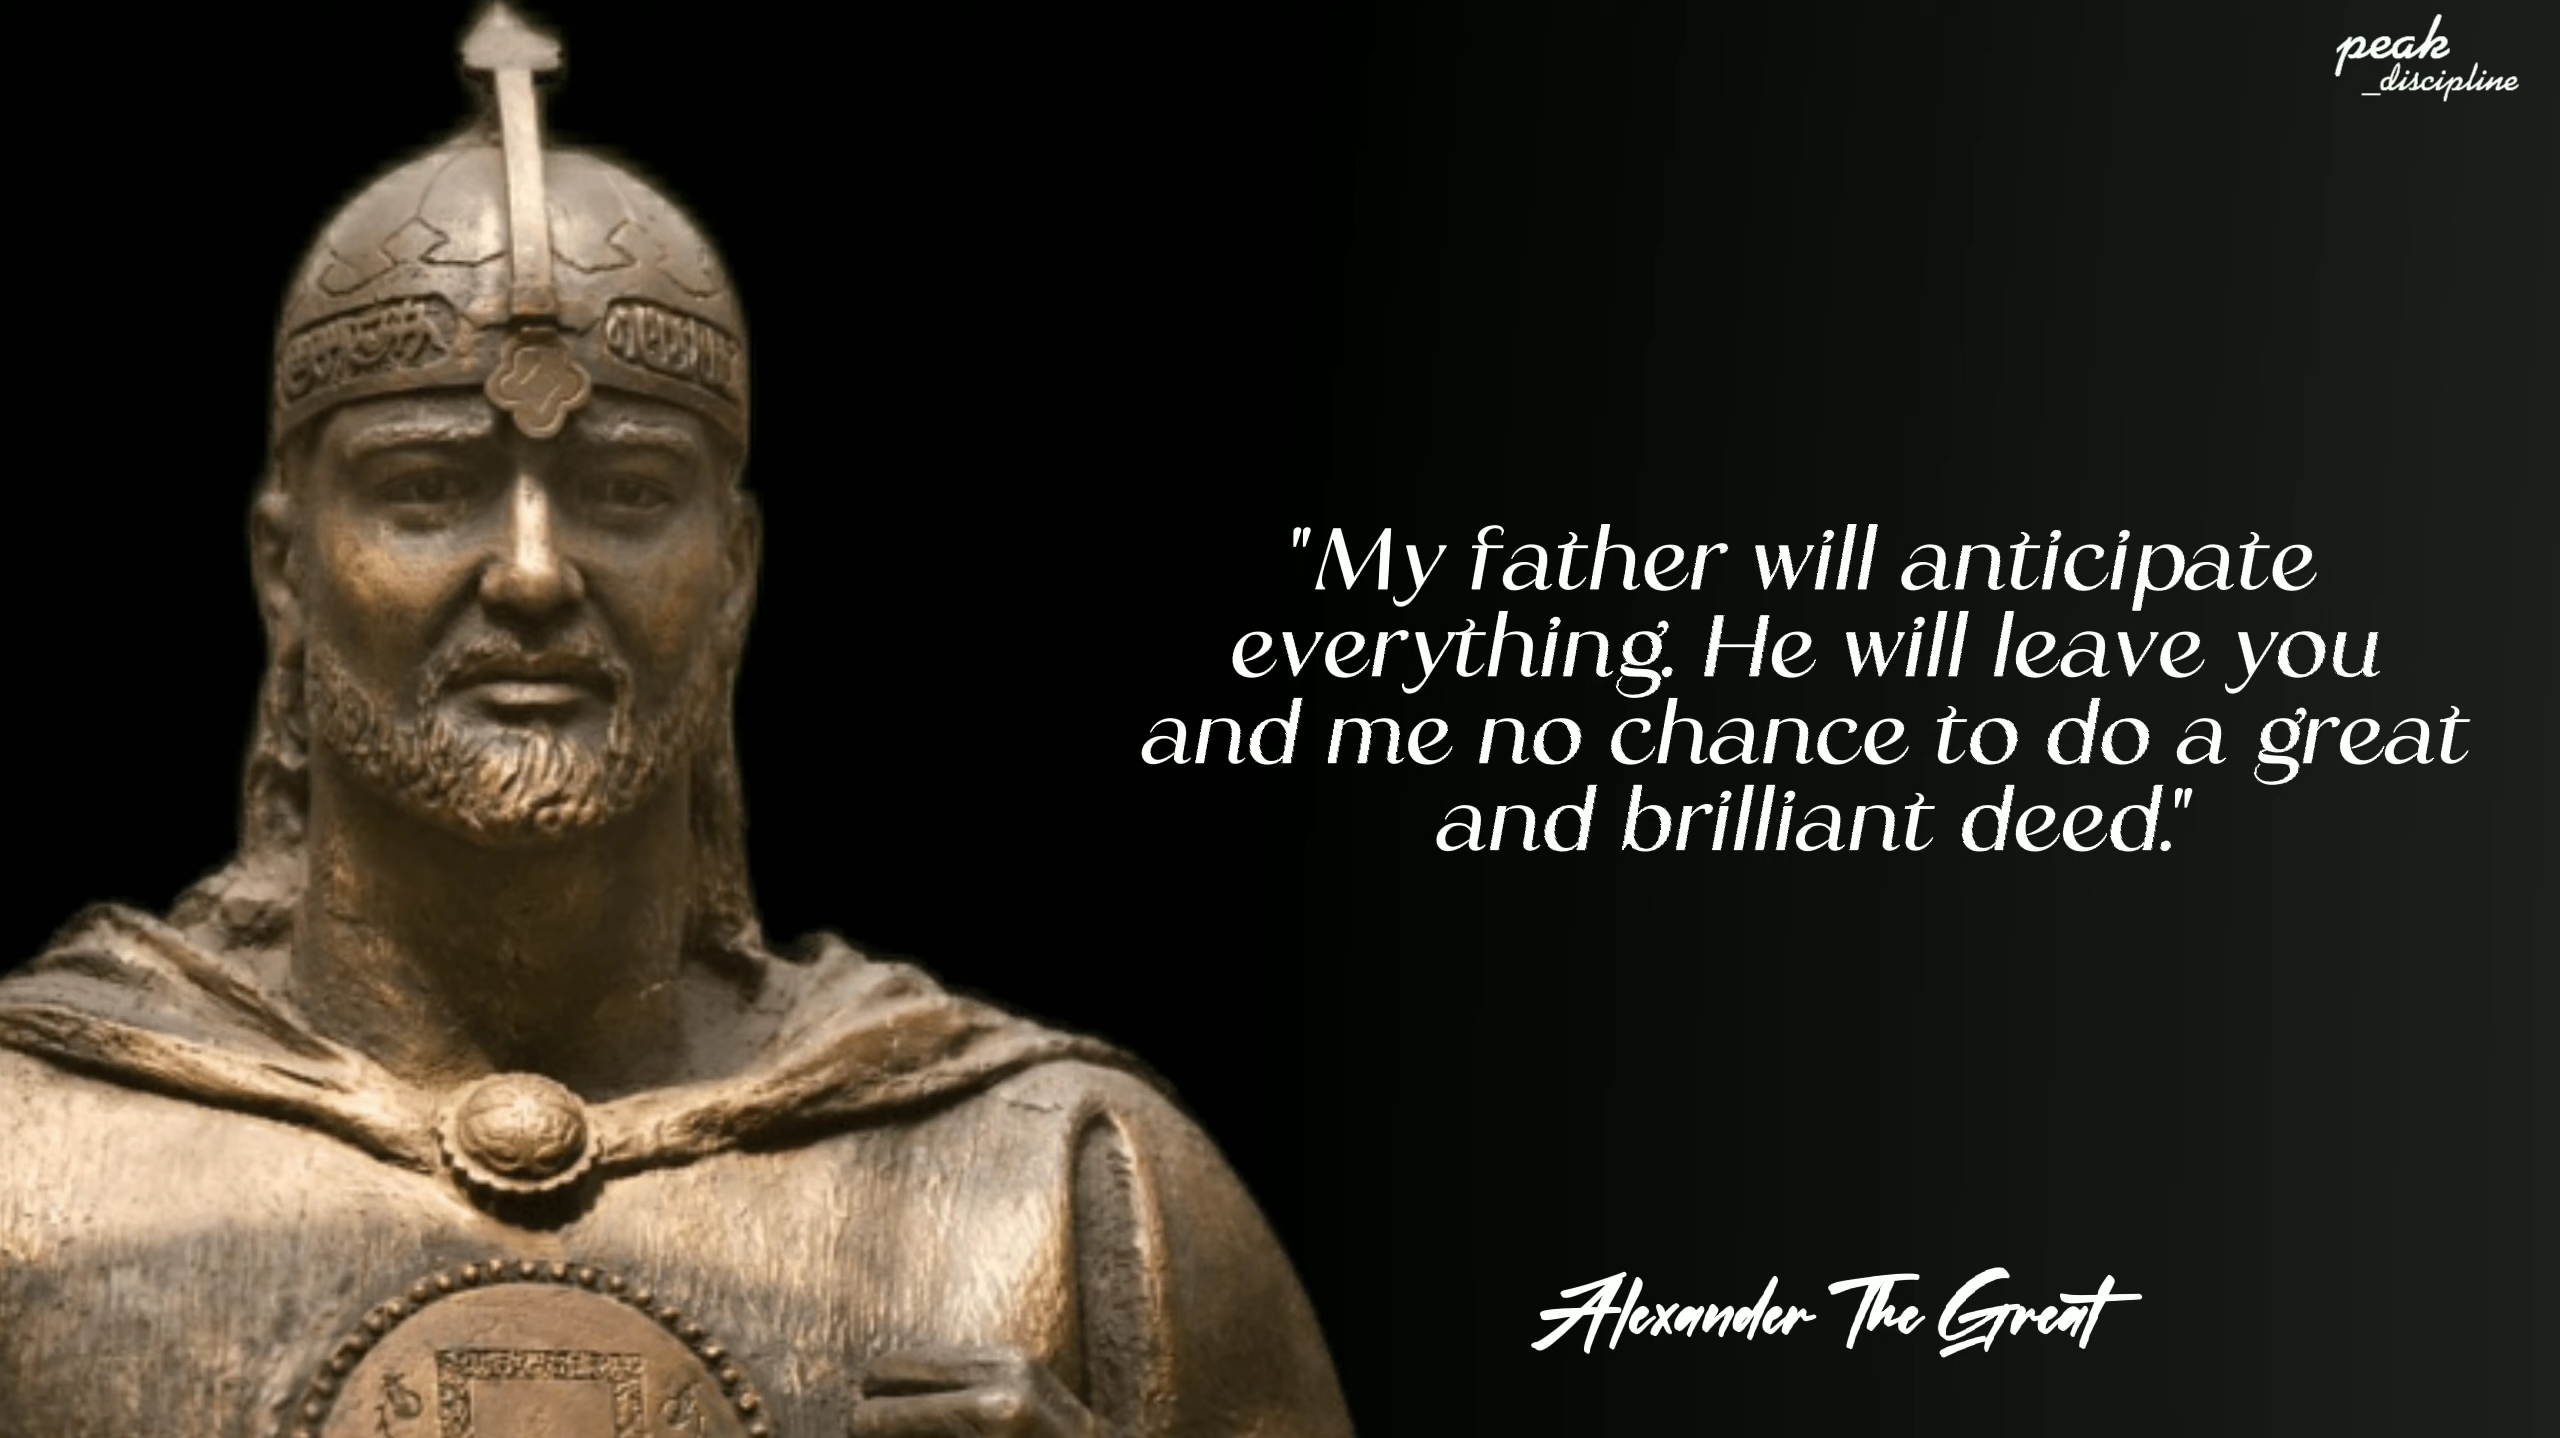 peak
_discipline
"My father will anticipate
everything. He will leave you
and me no chance to do a great
and brilliant deed."
Alexander The Great